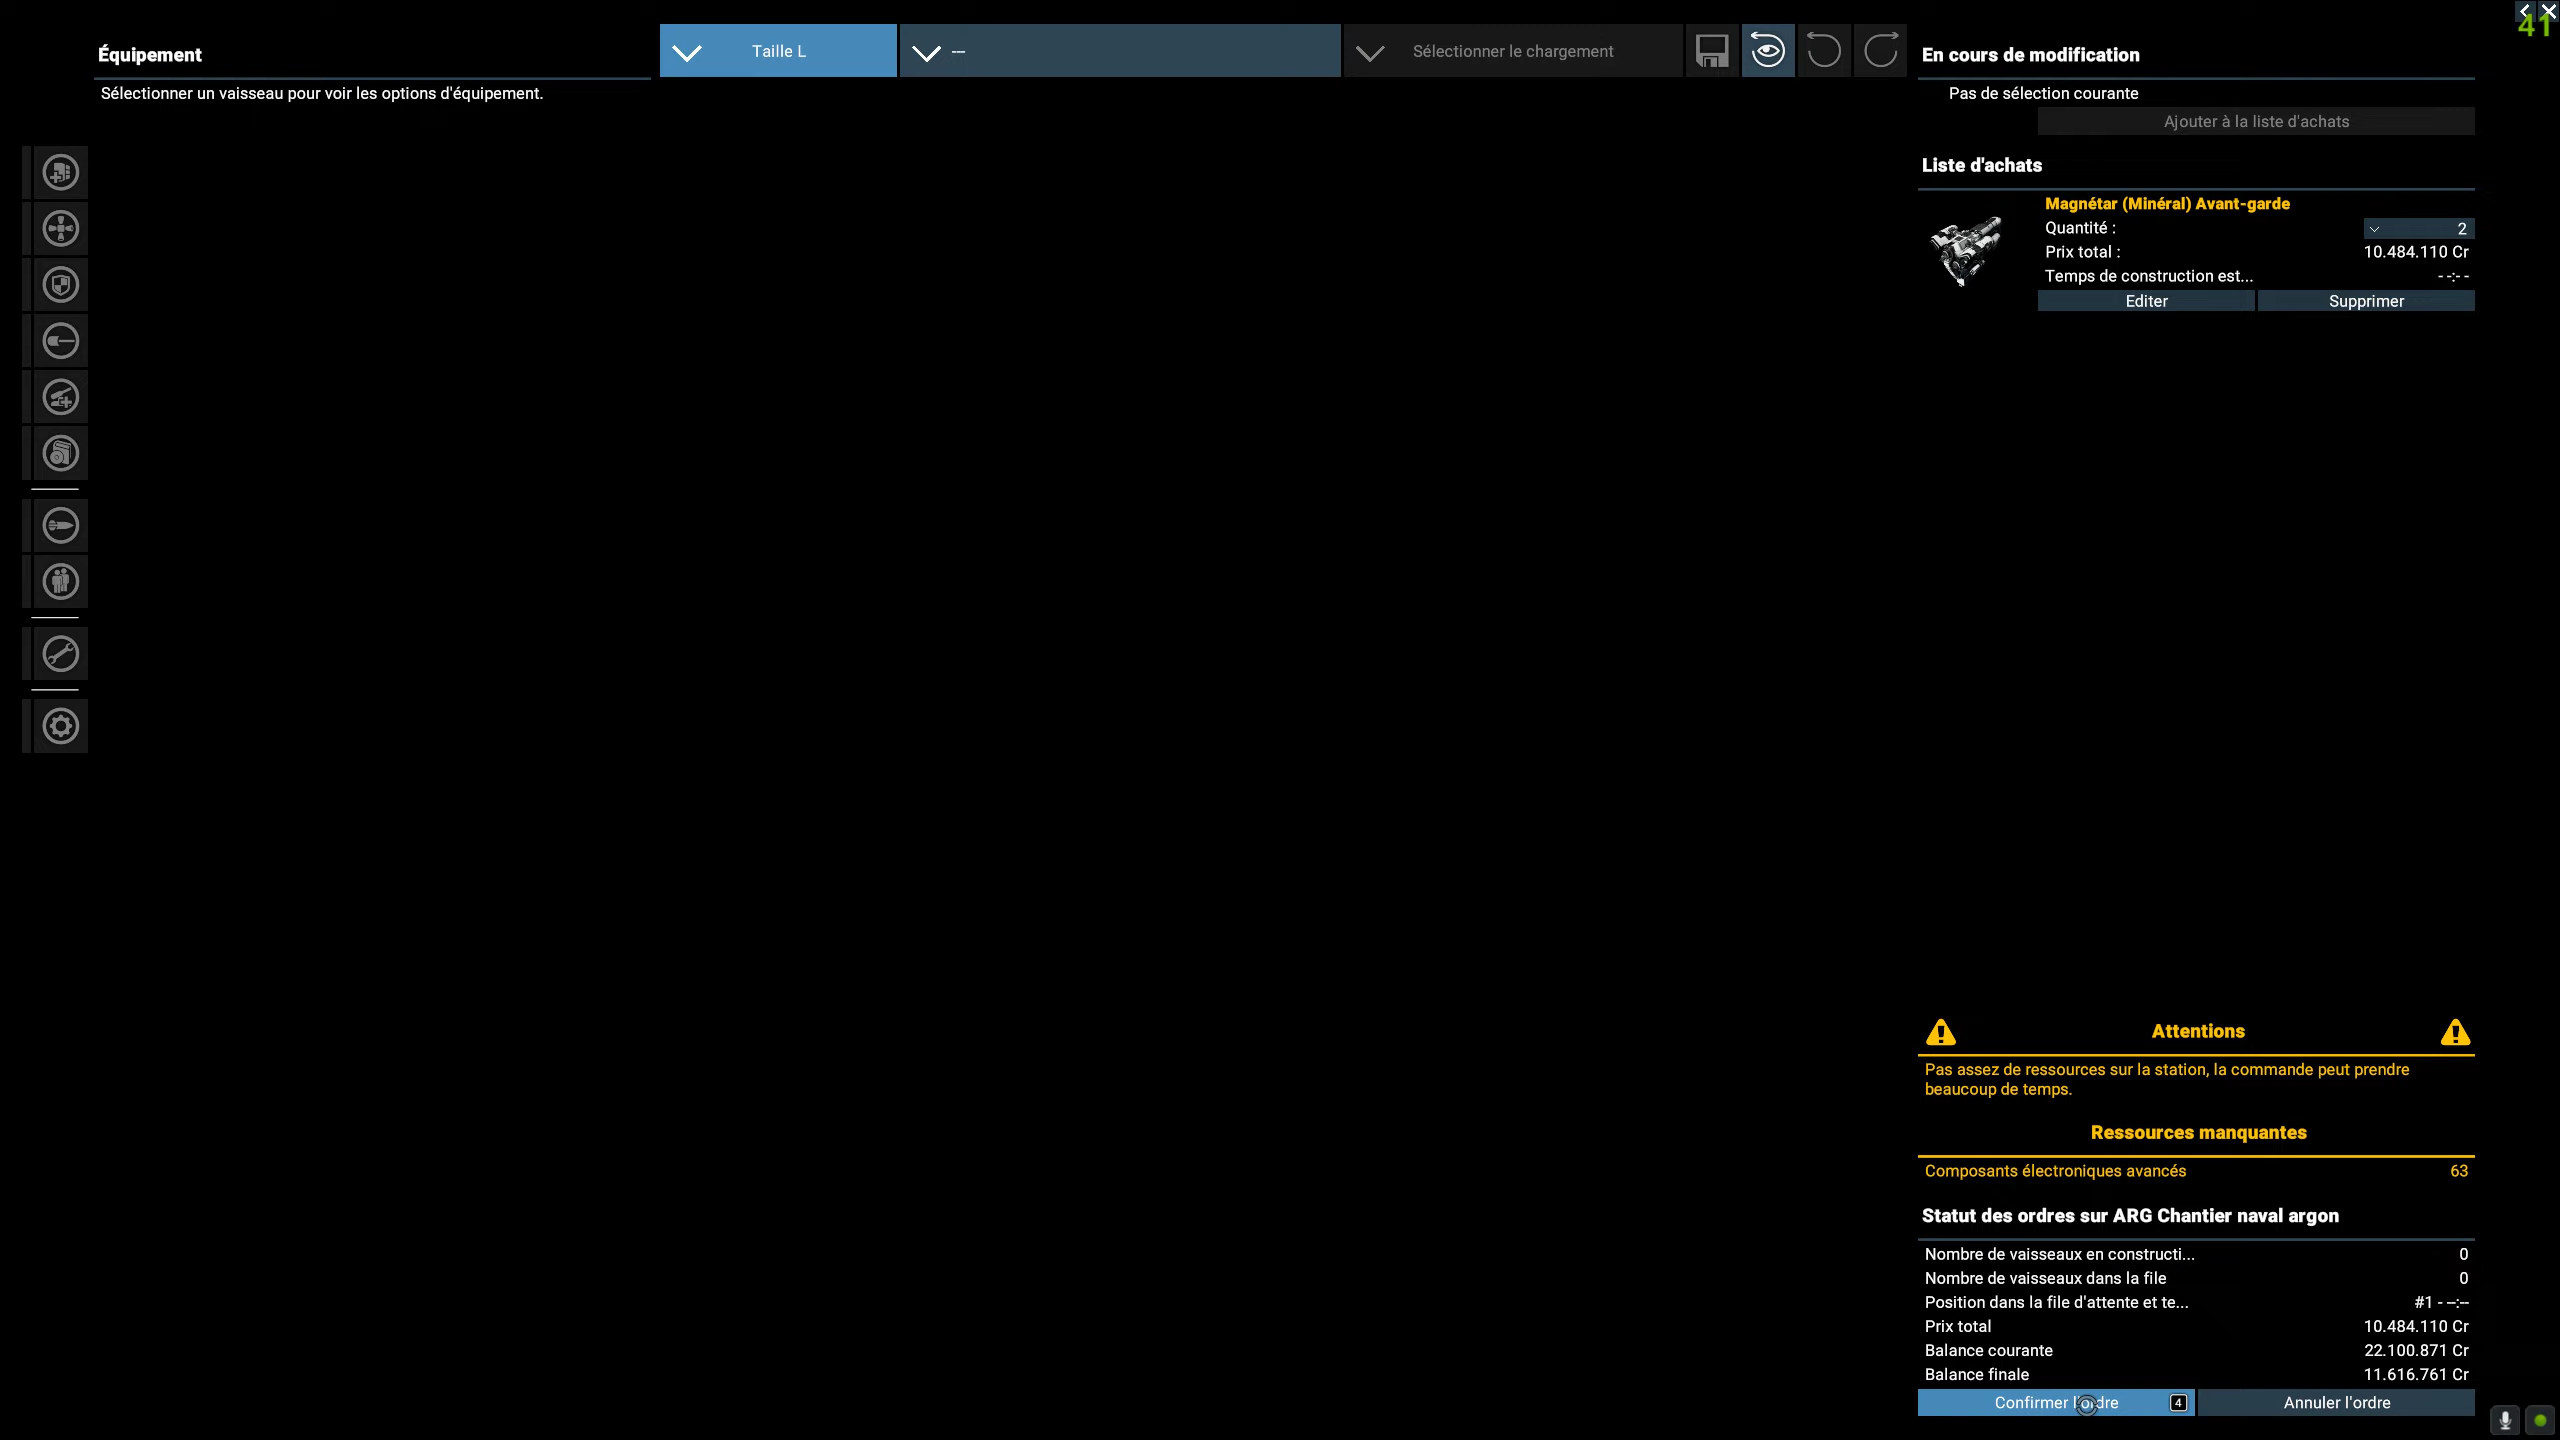 41
Équipement
Sélectionner un vaisseau pour voir les options d'équipement.
Taille L
---
Sélectionner le chargement
En cours de modification
Pas de sélection courante
Ajouter à la liste d'achats
Liste d'achats
Magnétar (Minéral) Avant-garde
Quantité : 2
Prix total : 10.484.110 Cr
Temps de construction est... --:--
Editer
Supprimer
Attentions
Pas assez de ressources sur la station, la commande peut prendre
beaucoup de temps.
Ressources manquantes
Composants électroniques avancés 63
Statut des ordres sur ARG Chantier naval argon
Nombre de vaisseaux en constructi... 0
Nombre de vaisseaux dans la file 0
Position dans la file d'attente et te... #1 - --:--
Prix total 10.484.110 Cr
Balance courante 22.100.871 Cr
Balance finale 11.616.761 Cr
Confirmer l'ordre 4
Annuler l'ordre